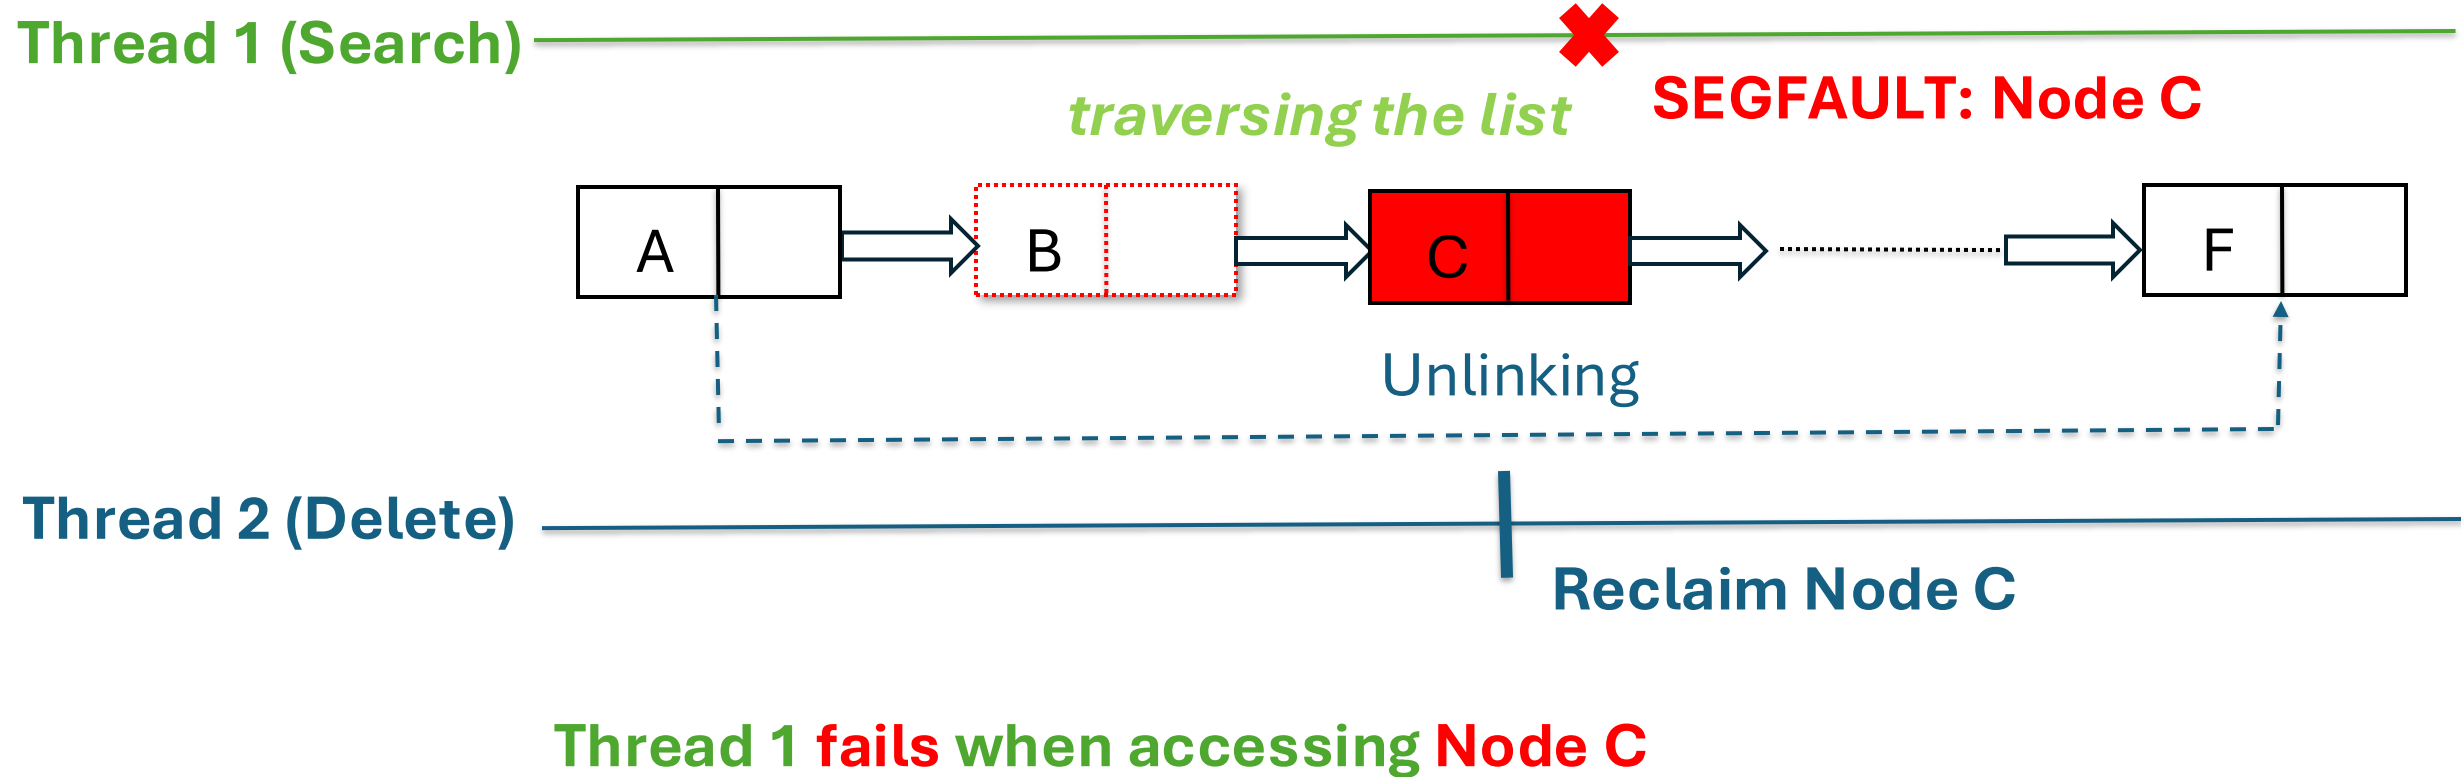 Thread 1 (Search)
SEGFAULT: Node C
traversing the list
A
B
C
F
Unlinking
Thread 2 (Delete)
Reclaim Node C
Thread 1 fails when accessing Node C